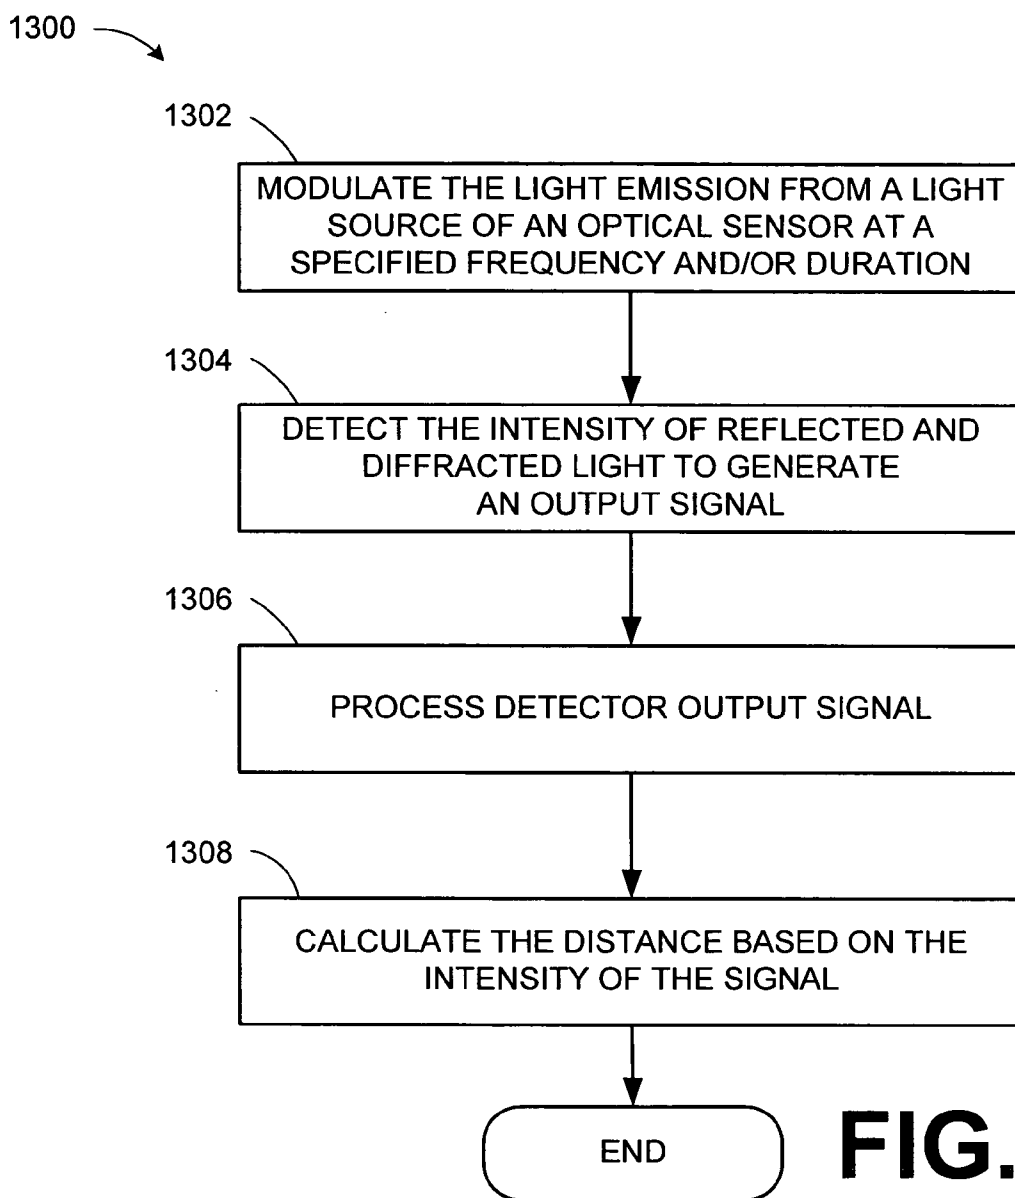 1300
1302
MODULATE THE LIGHT EMISSION FROM A LIGHT
SOURCE OF AN OPTICAL SENSOR AT A
SPECIFIED FREQUENCY AND/OR DURATION
1304
DETECT THE INTENSITY OF REFLECTED AND
DIFFRACTED LIGHT TO GENERATE
AN OUTPUT SIGNAL
1306
PROCESS DETECTOR OUTPUT SIGNAL
1308
CALCULATE THE DISTANCE BASED ON THE
INTENSITY OF THE SIGNAL
END
FIG.